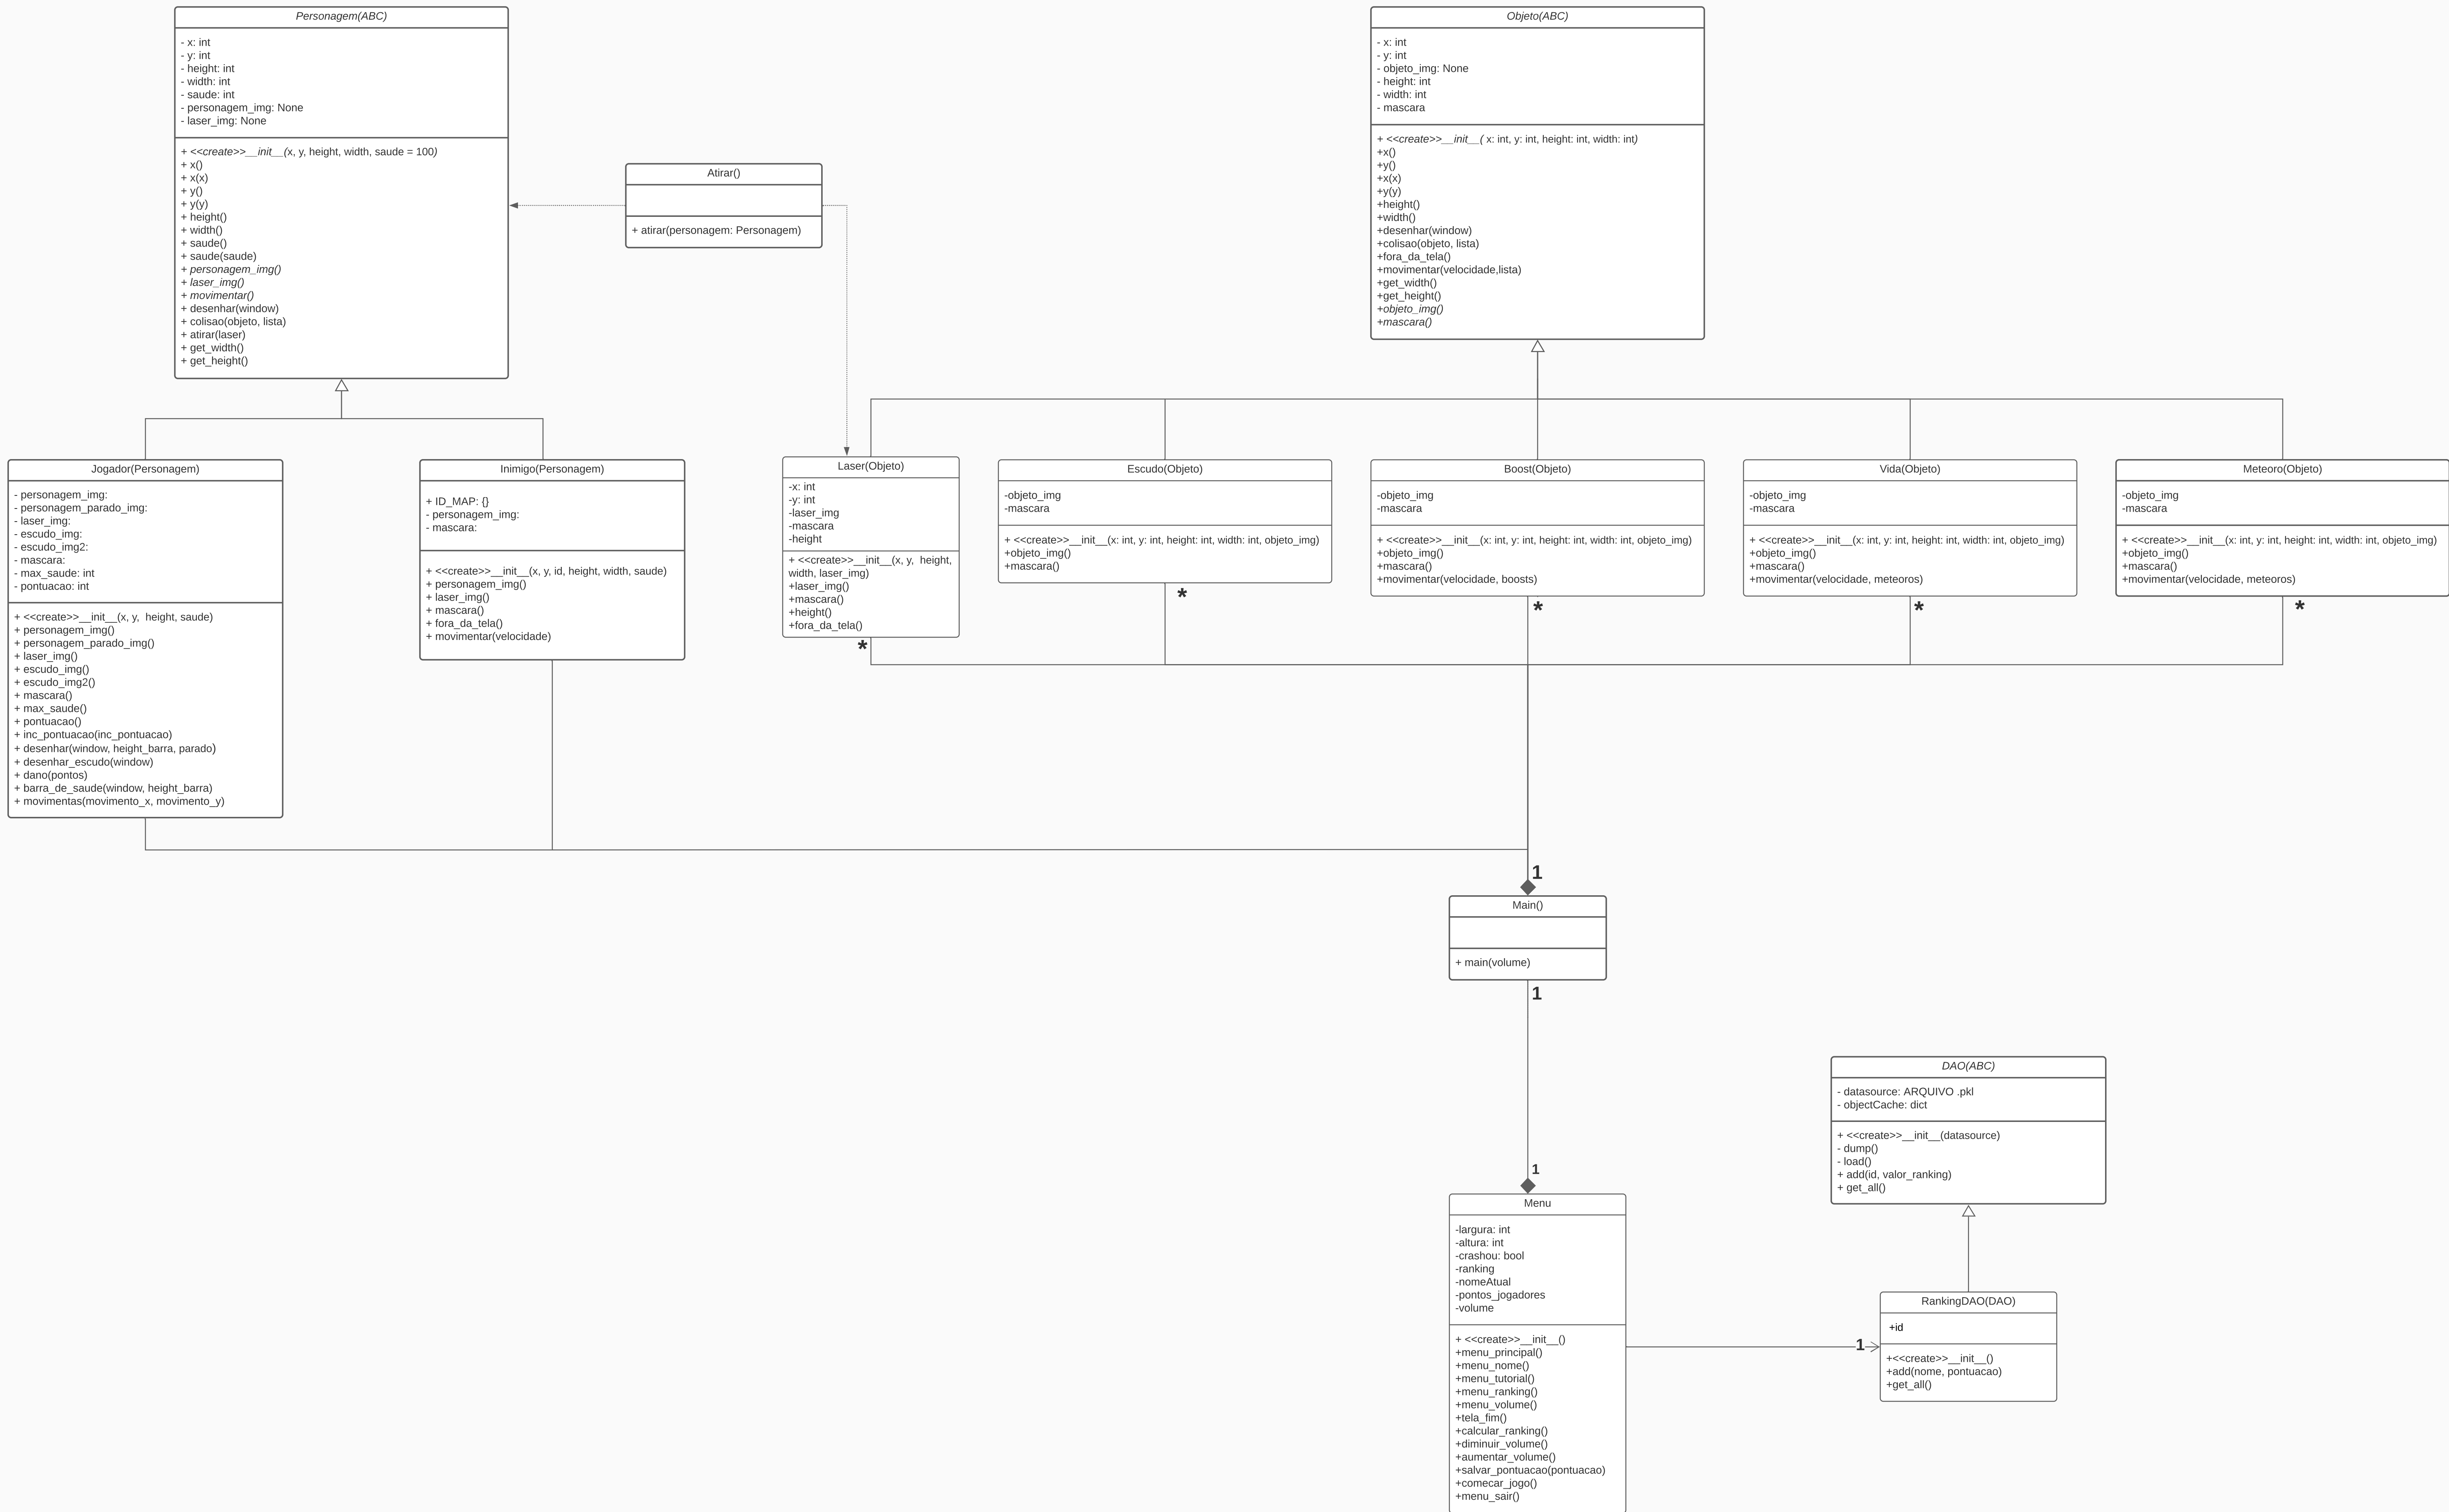 Personagem(ABC)
- x: int
- y: int
- height: int
- width: int
- saude: int
- personagem_img: None
- laser_img: None
+ <<create>>__init__(x, y, height, width, saude = 100)
+ x()
+ x(x)
+ y()
+ y(y)
+ height()
+ width()
+ saude()
+ saude(saude)
+ personagem_img()
+ laser_img()
+ movimentar()
+ desenhar(window)
+ colisao(objeto, lista)
+ atirar(laser)
+ get_width()
+ get_height()
Atirar()
+ atirar(personagem: Personagem)
Objeto(ABC)
- x: int
- y: int
- objeto_img: None
- height: int
- width: int
- mascara
+ <<create>>__init__( x: int, y: int, height: int, width: int)
+x()
+y()
+x(x)
+y(y)
+height()
+width()
+desenhar(window)
+colisao(objeto, lista)
+fora_da_tela()
+movimentar(velocidade,lista)
+get_width()
+get_height()
+objeto_img()
+mascara()
Jogador(Personagem)
- personagem_img:
- personagem_parado_img:
- laser_img:
- escudo_img:
- escudo_img2:
- mascara:
- max_saude: int
- pontuacao: int
+ <<create>>__init__(x, y,  height, saude)
+ personagem_img()
+ personagem_parado_img()
+ laser_img()
+ escudo_img()
+ escudo_img2()
+ mascara()
+ max_saude()
+ pontuacao()
+ inc_pontuacao(inc_pontuacao)
+ desenhar(window, height_barra, parado)
+ desenhar_escudo(window)
+ dano(pontos)
+ barra_de_saude(window, height_barra)
+ movimentas(movimento_x, movimento_y)
Inimigo(Personagem)
+ ID_MAP: {}
- personagem_img:
- mascara:
+ <<create>>__init__(x, y, id, height, width, saude)
+ personagem_img()
+ laser_img()
+ mascara()
+ fora_da_tela()
+ movimentar(velocidade)
Laser(Objeto)
-x: int
-y: int
-laser_img
-mascara
-height
+ <<create>>__init__(x, y,  height,
width, laser_img)
+laser_img()
+mascara()
+height()
+fora_da_tela()
*
Escudo(Objeto)
-objeto_img
-mascara
+ <<create>>__init__(x: int, y: int, height: int, width: int, objeto_img)
+objeto_img()
+mascara()
*
Boost(Objeto)
-objeto_img
-mascara
+ <<create>>__init__(x: int, y: int, height: int, width: int, objeto_img)
+objeto_img()
+mascara()
+movimentar(velocidade, boosts)
*
Vida(Objeto)
-objeto_img
-mascara
+ <<create>>__init__(x: int, y: int, height: int, width: int, objeto_img)
+objeto_img()
+mascara()
+movimentar(velocidade, meteoros)
*
Meteoro(Objeto)
-objeto_img
-mascara
+ <<create>>__init__(x: int, y: int, height: int, width: int, objeto_img)
+objeto_img()
+mascara()
+movimentar(velocidade, meteoros)
*
1
Main()
+ main(volume)
1
1
Menu
-largura: int
-altura: int
-crashou: bool
-ranking
-nomeAtual
-pontos_jogadores
-volume
+ <<create>>__init__()
+menu_principal()
+menu_nome()
+menu_tutorial()
+menu_ranking()
+menu_volume()
+tela_fim()
+calcular_ranking()
+diminuir_volume()
+aumentar_volume()
+salvar_pontuacao(pontuacao)
+comecar_jogo()
+menu_sair()
DAO(ABC)
- datasource: ARQUIVO .pkl
- objectCache: dict
+ <<create>>__init__(datasource)
- dump()
- load()
+ add(id, valor_ranking)
+ get_all()
1
RankingDAO(DAO)
+id
+<<create>>__init__()
+add(nome, pontuacao)
+get_all()